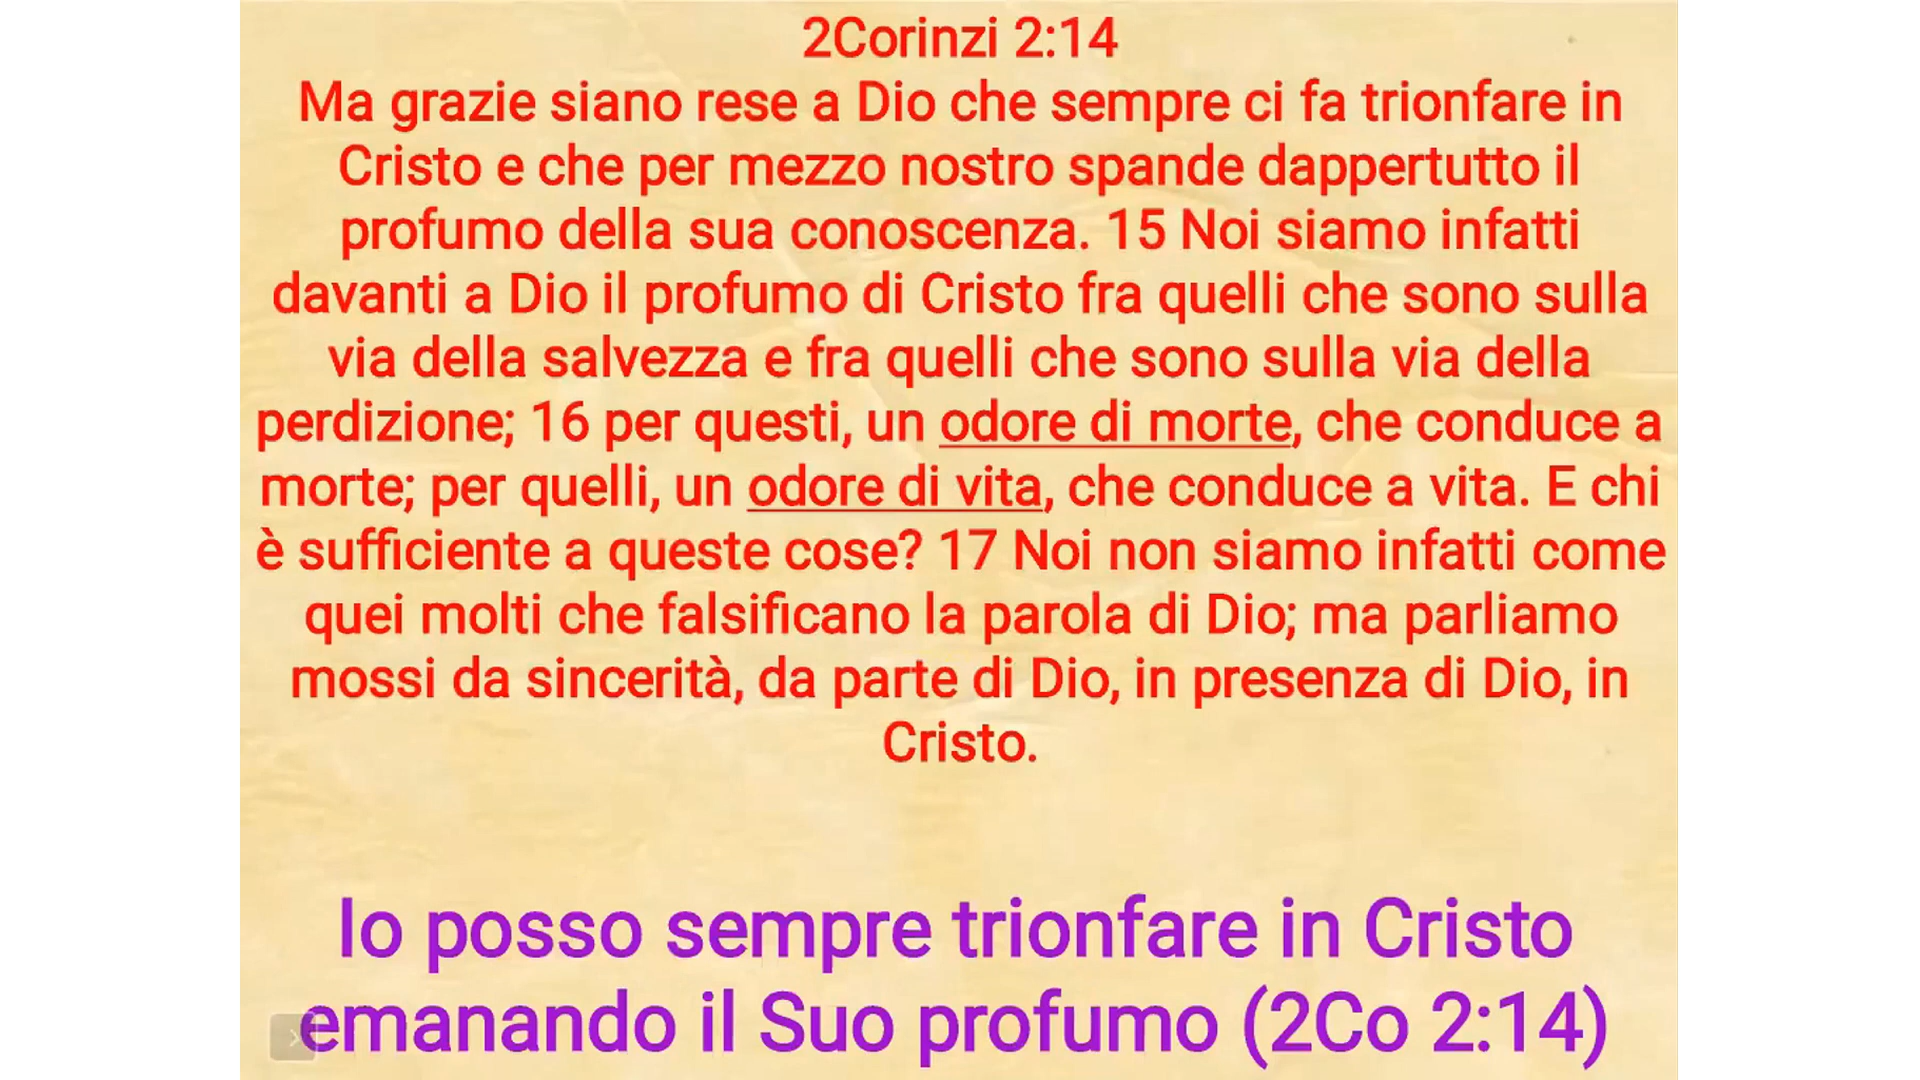 2Corinzi 2:14
Ma grazie siano rese a Dio che sempre ci fa trionfare in
Cristo e che per mezzo nostro spande dappertutto il
profumo della sua conoscenza. 15 Noi siamo infatti
davanti a Dio il profumo di Cristo fra quelli che sono sulla
via della salvezza e fra quelli che sono sulla via della
perdizione; 16 per questi, un odore di morte, che conduce a
morte; per quelli, un odore di vita, che conduce a vita. E chi
è sufficiente a queste cose? 17 Noi non siamo infatti come
quei molti che falsificano la parola di Dio; ma parliamo
mossi da sincerità, da parte di Dio, in presenza di Dio, in
Cristo.
Io posso sempre trionfare in Cristo
emanando il Suo profumo (2Co 2:14)